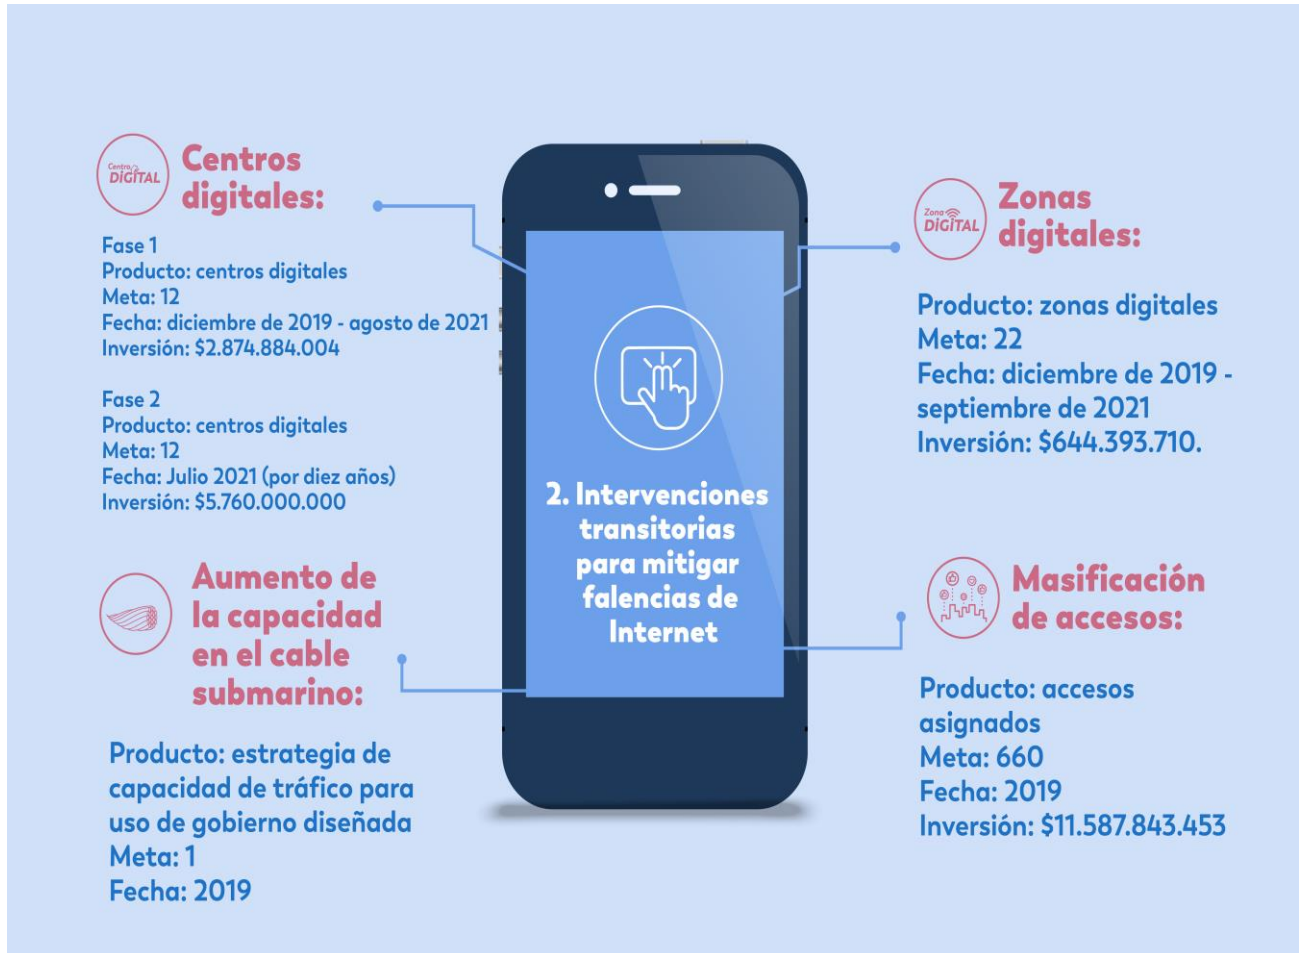 Centro
DIGITAL
Centros
digitales:
Fase 1
Producto: centros digitales
Meta: 12
Fecha: diciembre de 2019 - agosto de 2021
Inversión: $2.874.884.004
Fase 2
Producto: centros digitales
Meta: 12
Fecha: Julio 2021 (por diez años)
Inversión: $5.760.000.000
Aumento de
la capacidad
en el cable
submarino:
Producto: estrategia de
capacidad de tráfico para
uso de gobierno diseñada
Meta: 1
Fecha: 2019
2. Intervenciones
transitorias
para mitigar
falencias de
Internet
Zona
DIGITAL
Zonas
digitales:
Producto: zonas digitales
Meta: 22
Fecha: diciembre de 2019 -
septiembre de 2021
Inversión: $644.393.710.
Masificación
de accesos:
Producto: accesos
asignados
Meta: 660
Fecha: 2019
Inversión: $11.587.843.453